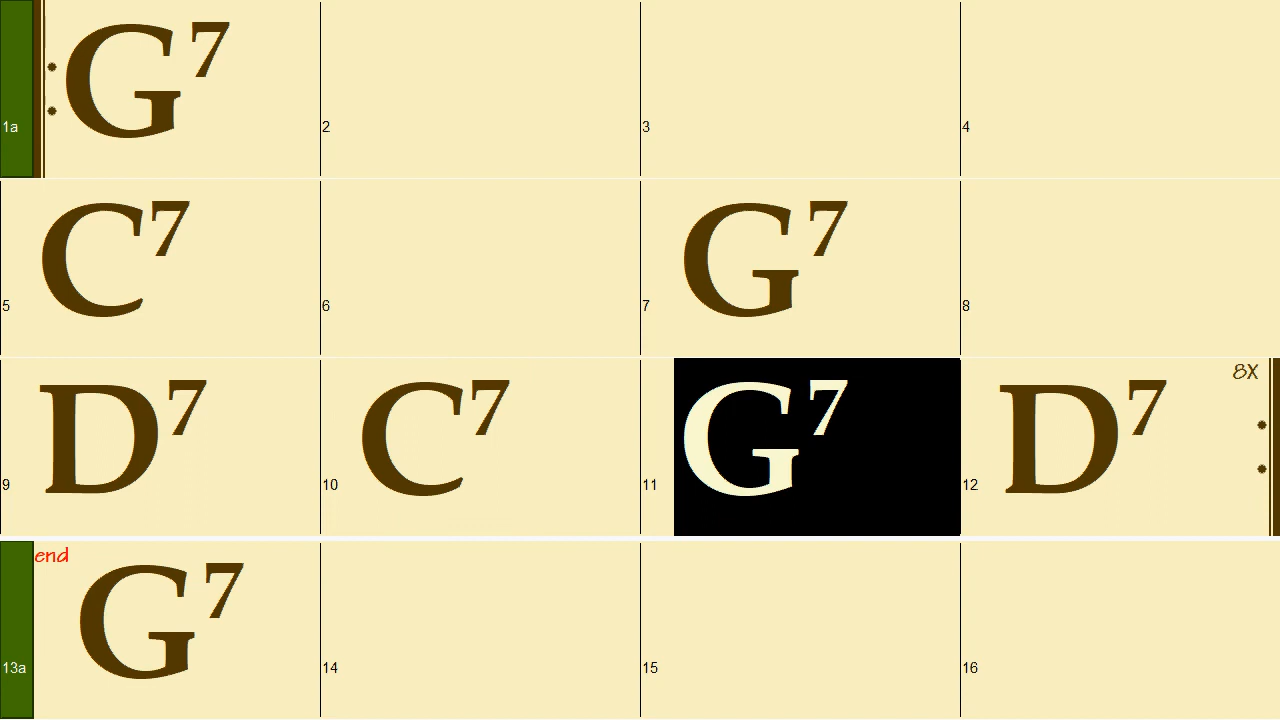 1a G7 2 3 4
5 C7 6 7 G7 8
8X
9 D7 10 C7 11 G7 12 D7
end
13a G7 14 15 16